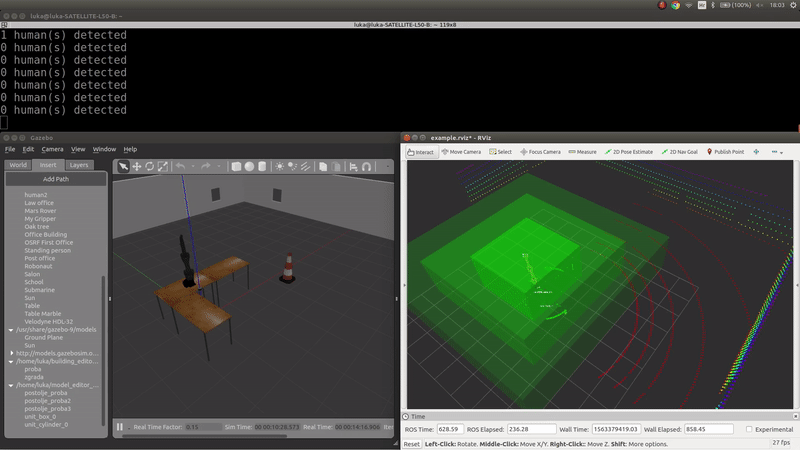 luka@luka-SATELLITE-L50-B: ~
(100%)
18:03
luka@luka-SATELLITE-L50-B: ~ 119x8
1 human(s) detected
0 human(s) detected
0 human(s) detected
0 human(s) detected
0 human(s) detected
0 human(s) detected
0 human(s) detected
Gazebo
File Edit Camera View Window Help
World Insert Layers
Add Path
human2
Law office
Mars Rover
My Gripper
Oak tree
Office Building
OSRF First Office
Standing person
Post office
Robonaut
Salon
School
Submarine
Sun
Table
Table Marble
Velodyne HDL-32
/usr/share/gazebo-9/models
Ground Plane
Sun
http://models.gazebosim.o...
/home/luka/building_edito...
proba
zgrada
/home/luka/model_editor_...
postolje_proba
postolje_proba2
postolje_proba3
unit_box_0
unit_cylinder_0
Real Time Factor: 0.15 Sim Time: 00:00:10:28.573 Real Time: 00:00:14:16.906
example.rviz* - RViz
Interact Move Camera Select Focus Camera Measure 2D Pose Estimate 2D Nav Goal Publish Point
Time
ROS Time: 628.59 ROS Elapsed: 236.28 Wall Time: 1563379419.03 Wall Elapsed: 858.45 Experimental
Reset Left-Click: Rotate. Middle-Click: Move X/Y. Right-Click:: Move Z. Shift: More options. 27 fps